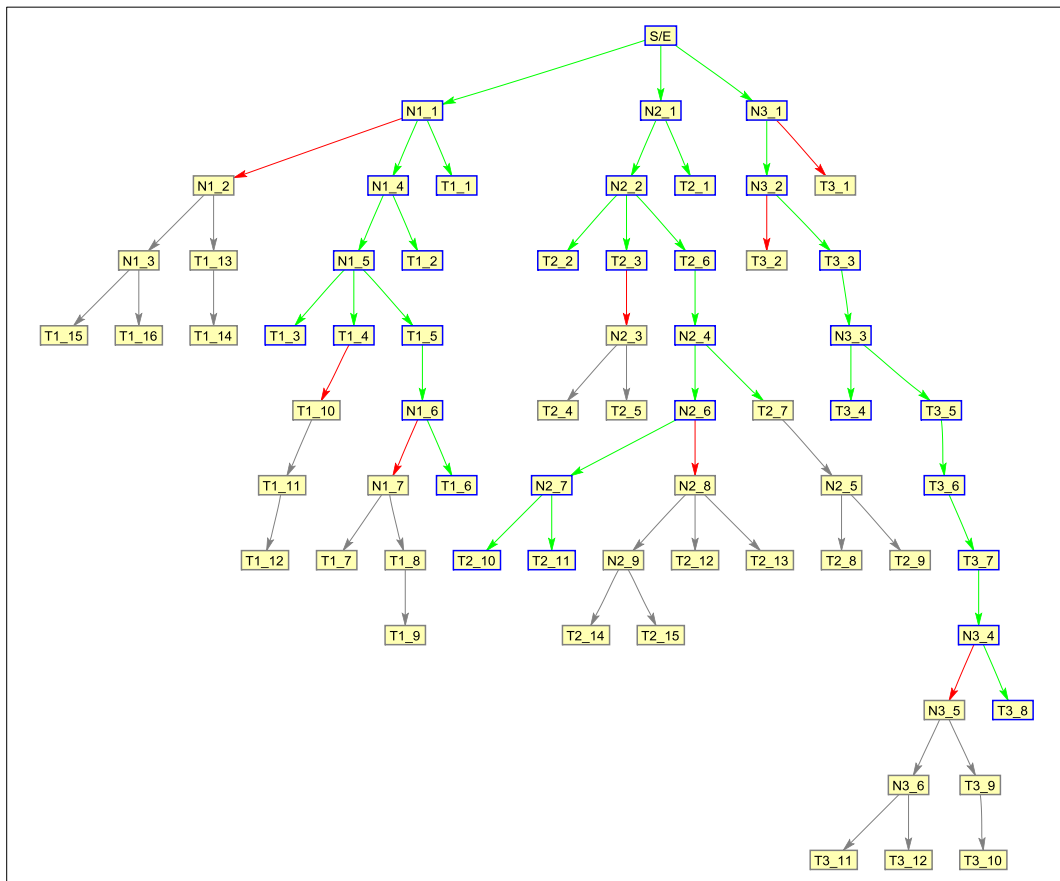 S/E
N1_1 N2_1 N3_1
N1_2 N1_4 T1_1 N2_2 T2_1 N3_2 T3_1
N1_3 T1_13 N1_5 T1_2 T2_2 T2_3 T2_6 T3_2 T3_3
T1_15 T1_16 T1_14 T1_3 T1_4 T1_5 N2_3 N2_4 N3_3
T1_10 N1_6 T2_4 T2_5 N2_6 T2_7 T3_4 T3_5
T1_11 N1_7 T1_6 N2_7 N2_8 N2_5 T3_6
T1_12 T1_7 T1_8 T2_10 T2_11 N2_9 T2_12 T2_13 T2_8 T2_9 T3_7
T1_9 T2_14 T2_15 N3_4
N3_5 T3_8
N3_6 T3_9
T3_11 T3_12 T3_10